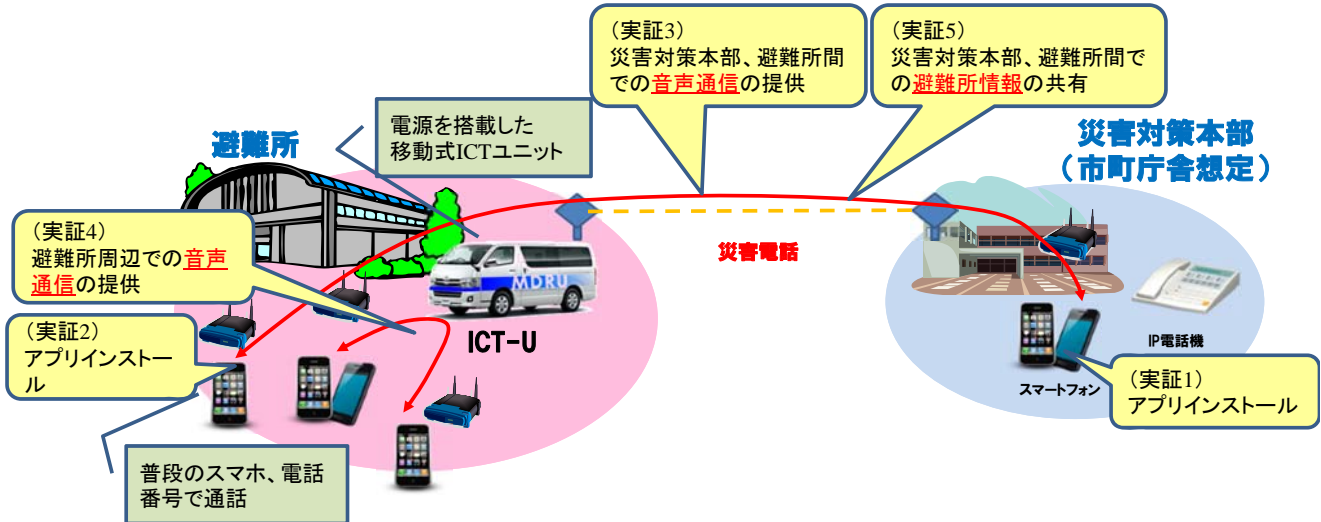 （実証3）
災害対策本部、避難所間
での音声通信の提供
（実証5）
災害対策本部、避難所間で
の避難所情報の共有
電源を搭載した
移動式ICTユニット
避難所
災害対策本部
（市町庁舎想定）
（実証4）
避難所周辺での音声
通信の提供
災害電話
MDRU
ICT-U
（実証2）
アプリインストー
ル
IP電話機
スマートフォン
（実証1）
アプリインストール
普段のスマホ、電話
番号で通話